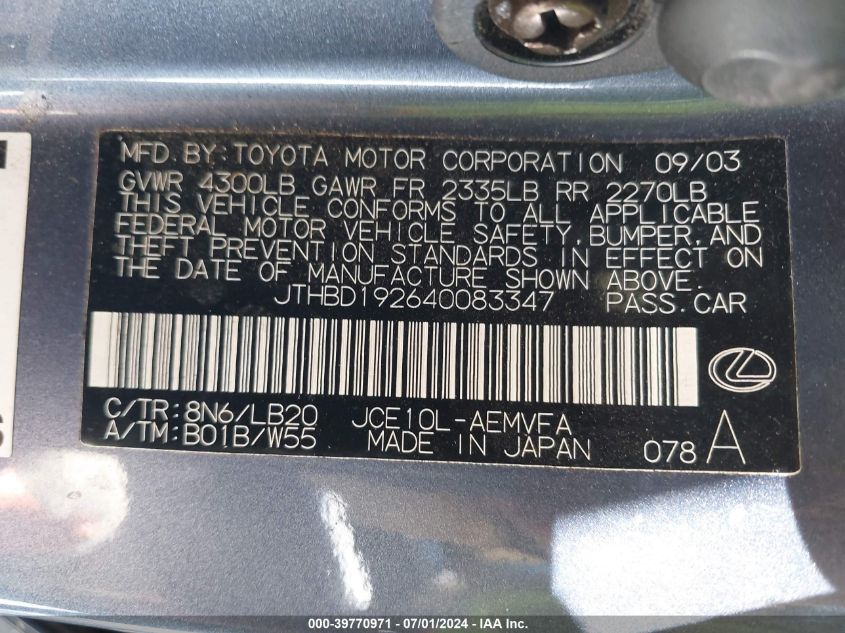 MFD.BY:TOYOTA MOTOR CORPORATION 09/03
GVWR 4300LB GAWR FR 2335LB RR 2270LB
THIS VEHICLE CONFORMS TO ALL APPLICABLE
FEDERAL MOTOR VEHICLE SAFETY,BUMPER,AND
THEFT PREVENTION STANDARDS IN EFFECT ON
THE DATE OF MANUFACTURE SHOWN ABOVE.
JTHBD192640083347 PASS.CAR
C/TR:8N6/LB20 JCE10L-AEMVFA
A/TM:B01B/W55 MADE IN JAPAN 078 A
000-39770971 - 07/01/2024 - IAA Inc.